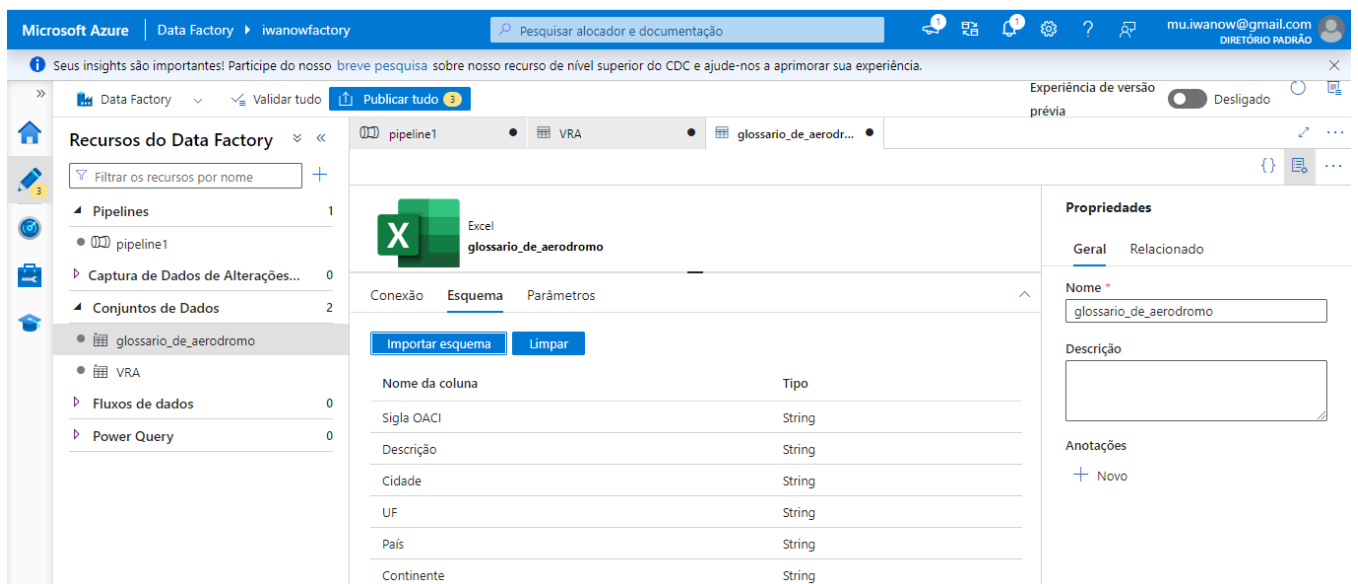 Microsoft Azure Data Factory iwanowfactory Pesquisar alocador e documentação 1 1 mu.iwanow@gmail.com
DIRETÓRIO PADRÃO
Seus insights são importantes! Participe do nosso breve pesquisa sobre nosso recurso de nível superior do CDC e ajude-nos a aprimorar sua experiência.
Data Factory Validar tudo Publicar tudo 3 Experiência de versão
prévia Desligado
Recursos do Data Factory pipeline1 VRA glossario_de_aerodr...
Filtrar os recursos por nome
3
Pipelines 1
pipeline1
Captura de Dados de Alterações... 0
Conjuntos de Dados 2
glossario_de_aerodromo
VRA
Fluxos de dados 0
Power Query 0
{}
X
Excel
glossario_de_aerodromo
Conexão Esquema Parâmetros
Importar esquema Limpar
Nome da coluna Tipo
Sigla OACI String
Descrição String
Cidade String
UF String
País String
Continente String
Propriedades
Geral Relacionado
Nome *
glossario_de_aerodromo
Descrição
Anotações
Novo